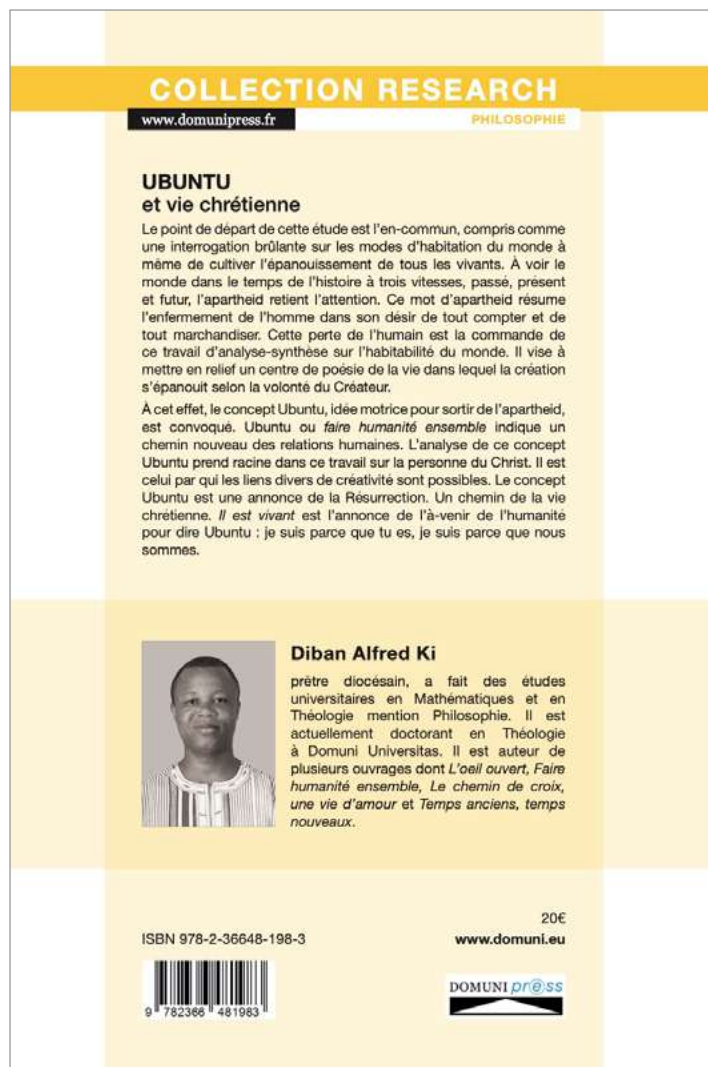 COLLECTION RESEARCH
www.domunipress.fr
PHILOSOPHIE
UBUNTU
et vie chrétienne
Le point de départ de cette étude est l'en-commun, compris comme
une interrogation brûlante sur les modes d'habitation du monde à
même de cultiver l'épanouissement de tous les vivants. À voir le
monde dans le temps de l'histoire à trois vitesses, passé, présent
et futur, l'apartheid retient l'attention. Ce mot d'apartheid résume
l'enfermement de l'homme dans son désir de tout compter et de
tout marchandiser. Cette perte de l'humain est la commande de
ce travail d'analyse-synthèse sur l'habitabilité du monde. Il vise à
mettre en relief un centre de poésie de la vie dans lequel la création
s'épanouit selon la volonté du Créateur.
À cet effet, le concept Ubuntu, idée motrice pour sortir de l'apartheid,
est convoqué. Ubuntu ou faire humanité ensemble indique un
chemin nouveau des relations humaines. L'analyse de ce concept
Ubuntu prend racine dans ce travail sur la personne du Christ. Il est
celui par qui les liens divers de créativité sont possibles. Le concept
Ubuntu est une annonce de la Résurrection. Un chemin de la vie
chrétienne. Il est vivant est l'annonce de l'à-venir de l'humanité
pour dire Ubuntu : je suis parce que tu es, je suis parce que nous
sommes.
Diban Alfred Ki
prêtre diocésain, a fait des études
universitaires en Mathématiques et en
Théologie mention Philosophie. Il est
actuellement doctorant en Théologie
à Domuni Universitas. Il est auteur de
plusieurs ouvrages dont L'oeil ouvert, Faire
humanité ensemble, Le chemin de croix,
une vie d'amour et Temps anciens, temps
nouveaux.
20€
ISBN 978-2-36648-198-3
www.domuni.eu
9 782366 481983
DOMUNI pr@ss